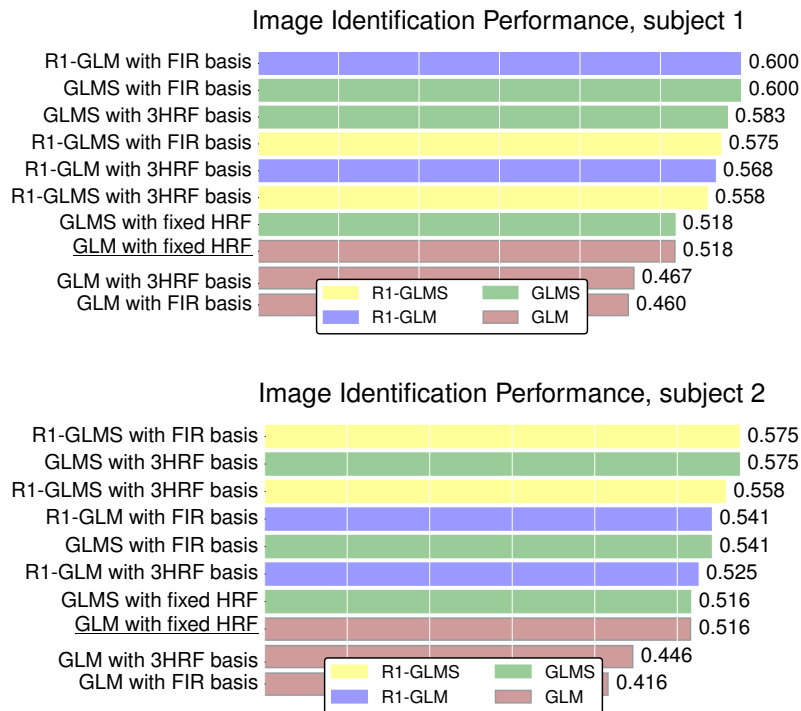 Image Identification Performance, subject 1
R1-GLM with FIR basis 0.600
GLMS with FIR basis 0.600
GLMS with 3HRF basis 0.583
R1-GLMS with FIR basis 0.575
R1-GLM with 3HRF basis 0.568
R1-GLMS with 3HRF basis 0.558
GLMS with fixed HRF 0.518
GLM with fixed HRF 0.518
GLM with 3HRF basis 0.467
GLM with FIR basis 0.460
R1-GLMS GLMS
R1-GLM GLM
Image Identification Performance, subject 2
R1-GLMS with FIR basis 0.575
GLMS with 3HRF basis 0.575
R1-GLMS with 3HRF basis 0.558
R1-GLM with FIR basis 0.541
GLMS with FIR basis 0.541
R1-GLM with 3HRF basis 0.525
GLMS with fixed HRF 0.516
GLM with fixed HRF 0.516
GLM with 3HRF basis 0.446
GLM with FIR basis 0.416
R1-GLMS GLMS
R1-GLM GLM